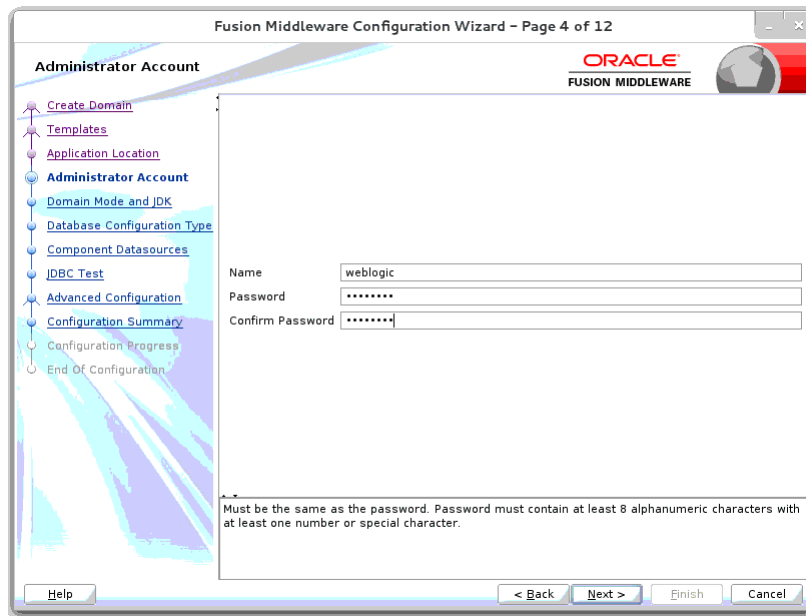 Fusion Middleware Configuration Wizard - Page 4 of 12
Administrator Account
ORACLE
FUSION MIDDLEWARE
Create Domain
Templates
Application Location
Administrator Account
Domain Mode and JDK
Database Configuration Type
Component Datasources
JDBC Test
Advanced Configuration
Configuration Summary
Configuration Progress
End Of Configuration
Name weblogic
Password ••••••••
Confirm Password ••••••••
Must be the same as the password. Password must contain at least 8 alphanumeric characters with
at least one number or special character.
Help < Back Next > Finish Cancel